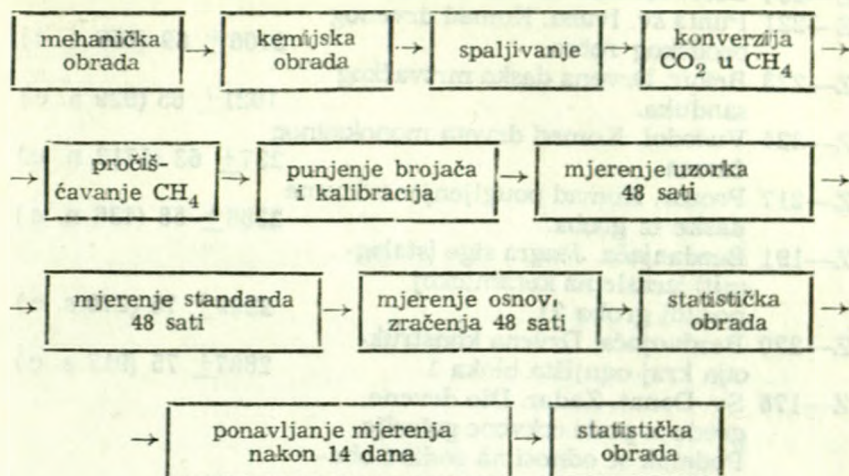 mehanička
obrada
→
kemijska
obrada
→
spaljivanje
→
konverzija
CO₂ u CH₄
→
→
pročiš-
ćavanje CH₄
→
punjenje brojača
i kalibracija
→
mjerenje uzorka
48 sati
→
→
mjerenje standarda
48 sati
→
mjerenje osnov.
zračenja 48 sati
→
statistička
obrada
→
→
ponavljanje mjerenja
nakon 14 dana
→
statistička
obrada